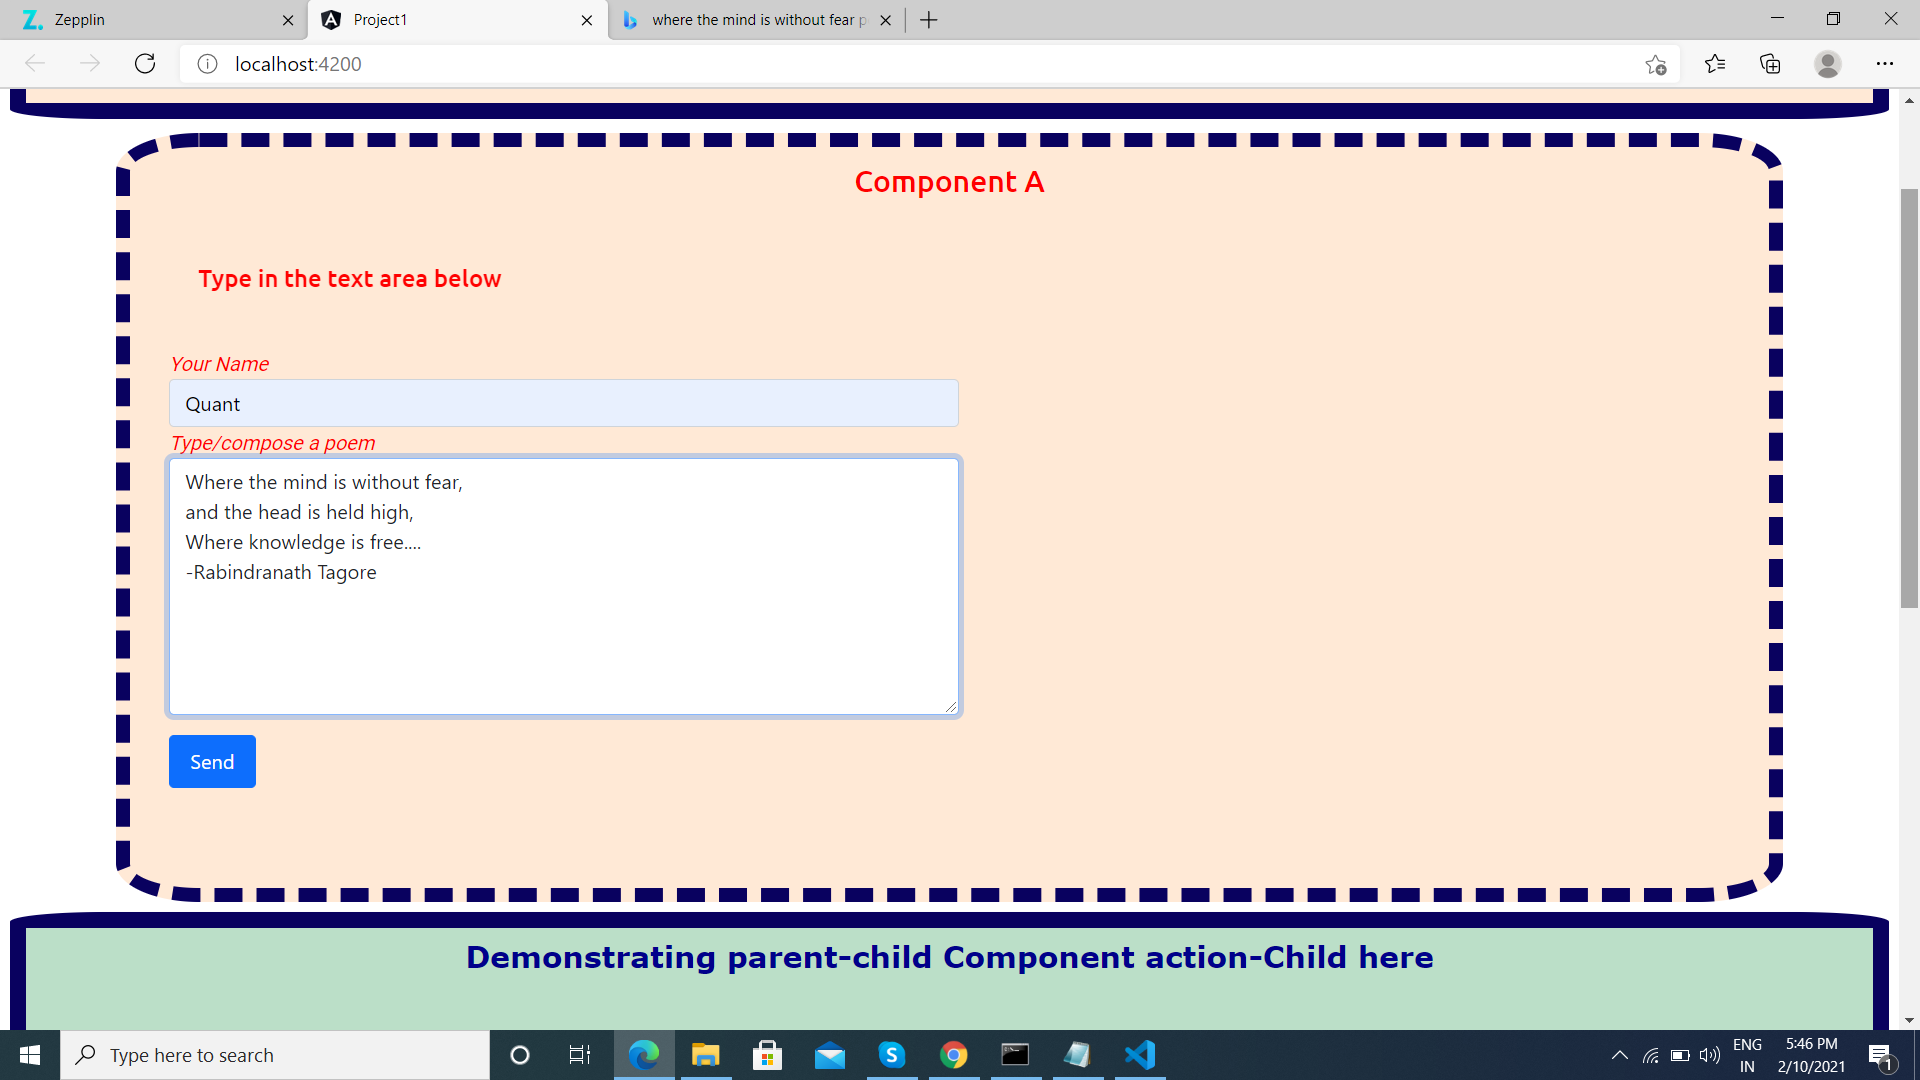 Zepplin
Project1
where the mind is without fear p
localhost:4200
Component A
Type in the text area below
Your Name
Quant
Type/compose a poem
Where the mind is without fear,
and the head is held high,
Where knowledge is free....
-Rabindranath Tagore
Send
Demonstrating parent-child Component action-Child here
Type here to search
ENG
IN
5:46 PM
2/10/2021
1